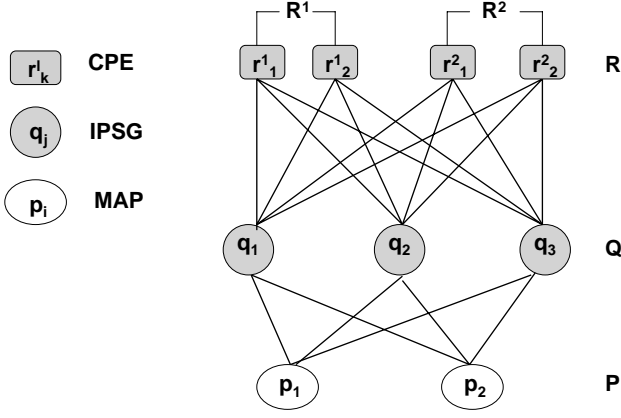 R¹ R²
r¹₁ r¹₂ r²₁ r²₂ R
rˡₖ CPE
qⱼ IPSG
pᵢ MAP
q₁ q₂ q₃ Q
p₁ p₂ P